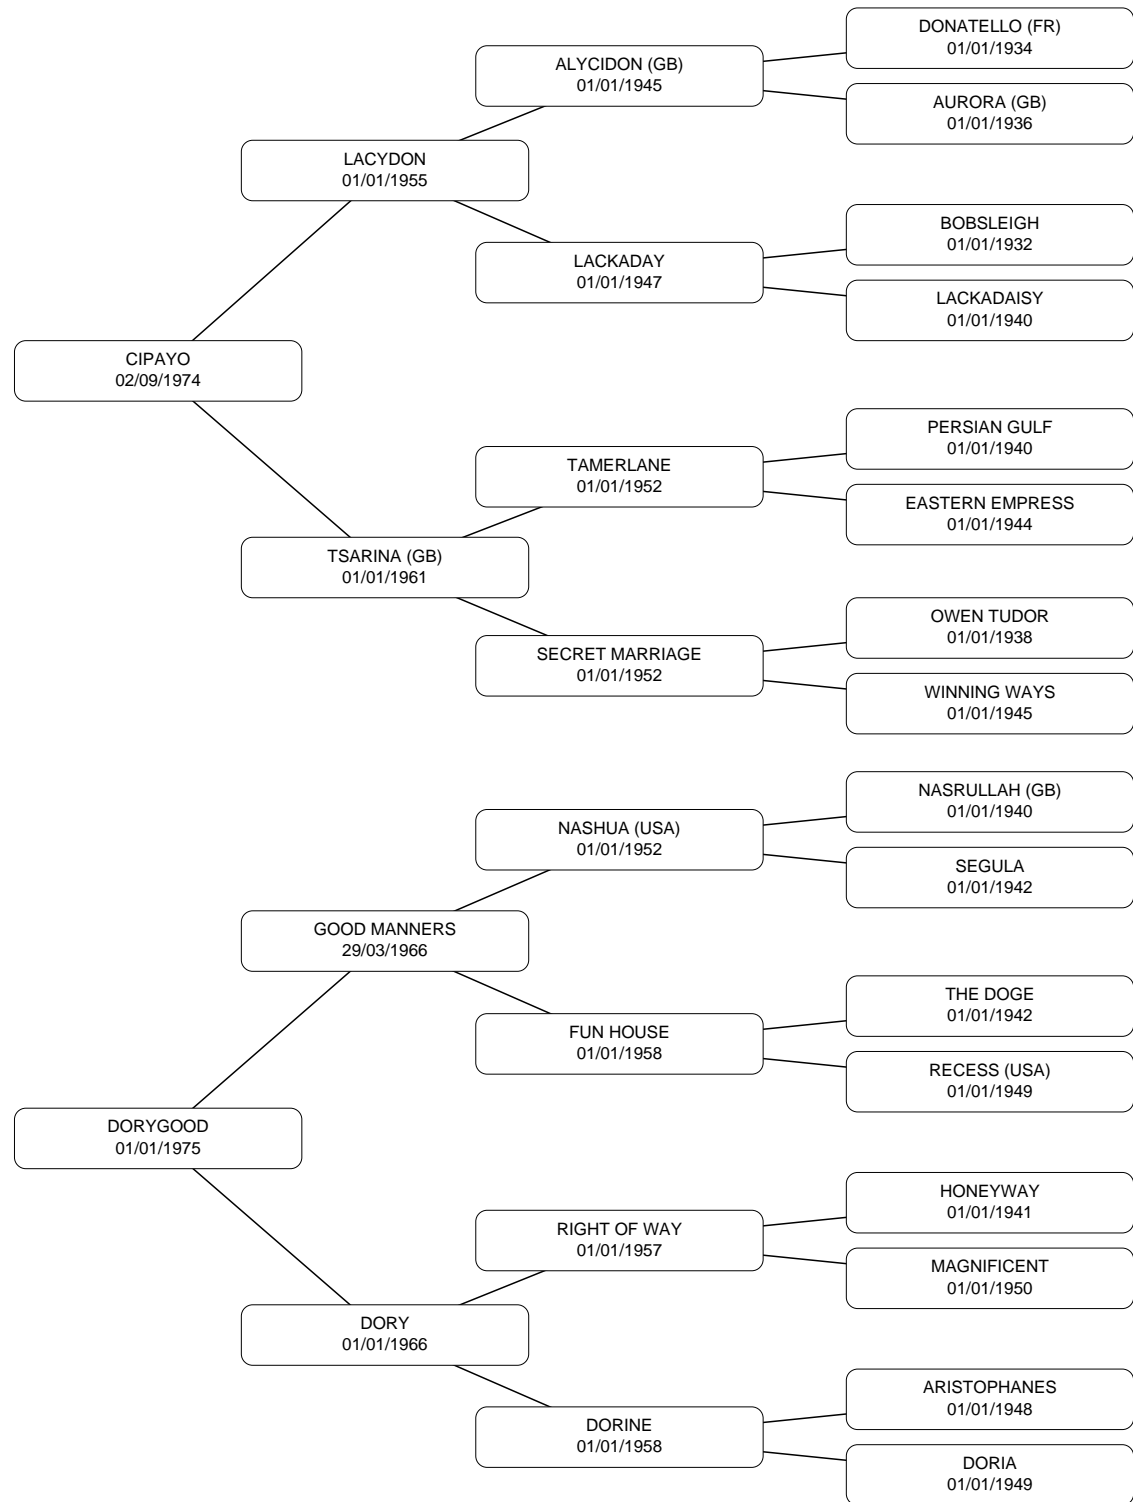 DONATELLO (FR)
01/01/1934
ALYCIDON (GB)
01/01/1945
AURORA (GB)
01/01/1936
LACYDON
01/01/1955
BOBSLEIGH
01/01/1932
LACKADAY
01/01/1947
LACKADAISY
01/01/1940
CIPAYO
02/09/1974
PERSIAN GULF
01/01/1940
TAMERLANE
01/01/1952
EASTERN EMPRESS
01/01/1944
TSARINA (GB)
01/01/1961
OWEN TUDOR
01/01/1938
SECRET MARRIAGE
01/01/1952
WINNING WAYS
01/01/1945
NASRULLAH (GB)
01/01/1940
NASHUA (USA)
01/01/1952
SEGULA
01/01/1942
GOOD MANNERS
29/03/1966
THE DOGE
01/01/1942
FUN HOUSE
01/01/1958
RECESS (USA)
01/01/1949
DORYGOOD
01/01/1975
HONEYWAY
01/01/1941
RIGHT OF WAY
01/01/1957
MAGNIFICENT
01/01/1950
DORY
01/01/1966
ARISTOPHANES
01/01/1948
DORINE
01/01/1958
DORIA
01/01/1949